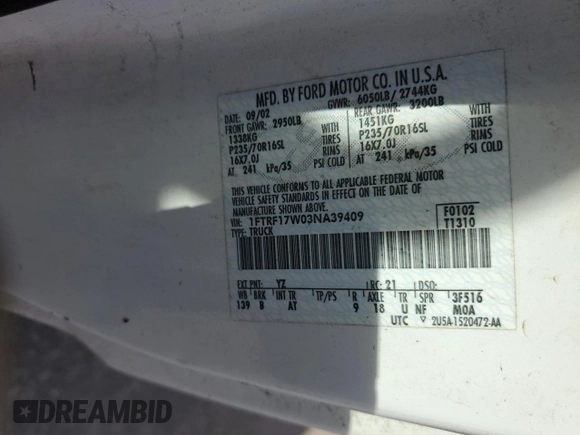 MFD. BY FORD MOTOR CO. IN U.S.A.
DATE: 09/02 GVWR: 6050LB/ 2744KG
FRONT GAWR: 2950LB REAR GAWR: 3200LB
1338KG WITH 1451KG WITH
P235/70R16SL TIRES P235/70R16SL TIRES
16X7.0J RIMS 16X7.0J RIMS
AT 241 kPa/35 PSI COLD AT 241 kPa/35 PSI COLD
THIS VEHICLE CONFORMS TO ALL APPLICABLE FEDERAL MOTOR
VEHICLE SAFETY STANDARDS IN EFFECT ON THE DATE OF
MANUFACTURE SHOWN ABOVE.
VIN: 1FTRF17W03NA39409 F0102
TYPE: TRUCK T1310
EXT PNT: YZ RC: 21 DSO:
WB BRK INT TR TP/PS R AXLE TR SPR 3F516
139 B AT 9 18 U NF MOA
UTC 2USA-1520472-AA
DREAMBID